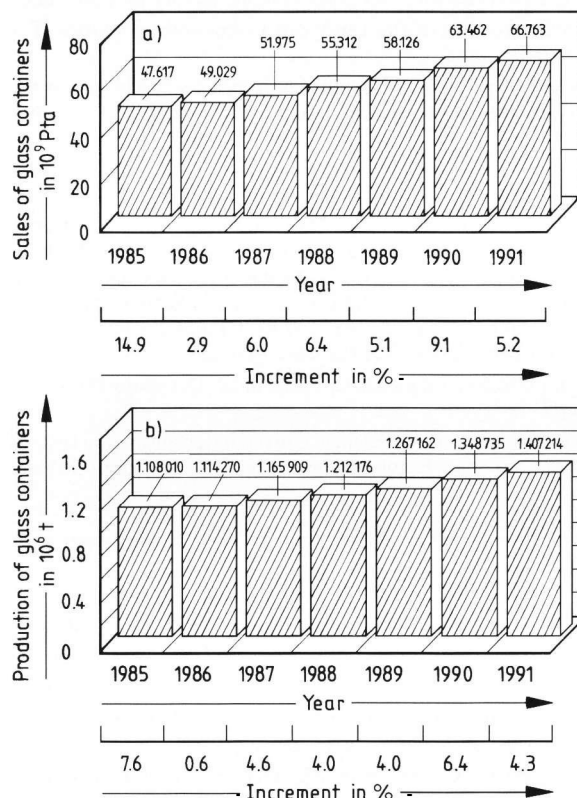 a)
80
60
40
20
0
Sales of glass containers
in 10⁹ Pta
47.617 49.029 51.975 55.312 58.126 63.462 66.763
1985 1986 1987 1988 1989 1990 1991
Year
14.9 2.9 6.0 6.4 5.1 9.1 5.2
Increment in % -
b)
1.6
1.2
0.8
0.4
0
Production of glass containers
in 10⁶ t
1.108 010 1.114 270 1.165 909 1.212 176 1.267 162 1.348 735 1.407 214
1985 1986 1987 1988 1989 1990 1991
Year
7.6 0.6 4.6 4.0 4.0 6.4 4.3
- Increment in % -